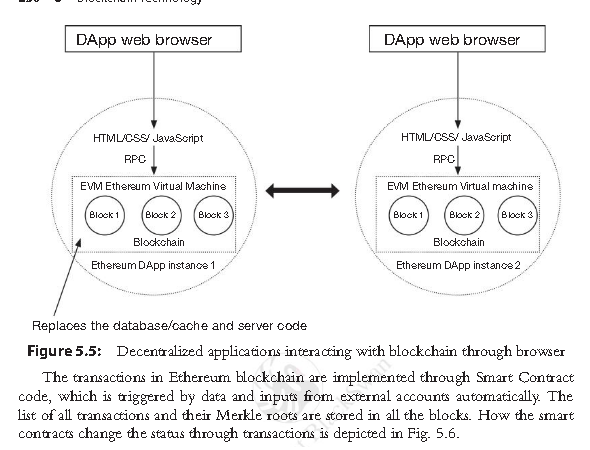 Blockchain Technology
DApp web browser
DApp web browser
HTML/CSS/ JavaScript
RPC
EVM Ethereum Virtual Machine
Block 1
Block 2
Block 3
Blockchain
Ethereum DApp instance 1
HTML/CSS/ JavaScript
RPC
EVM Ethereum Virtual machine
Block 1
Block 2
Block 3
Blockchain
Ethereum DApp instance 2
Replaces the database/cache and server code
Figure 5.5: Decentralized applications interacting with blockchain through browser
The transactions in Ethereum blockchain are implemented through Smart Contract
code, which is triggered by data and inputs from external accounts automatically. The
list of all transactions and their Merkle roots are stored in all the blocks. How the smart
contracts change the status through transactions is depicted in Fig. 5.6.